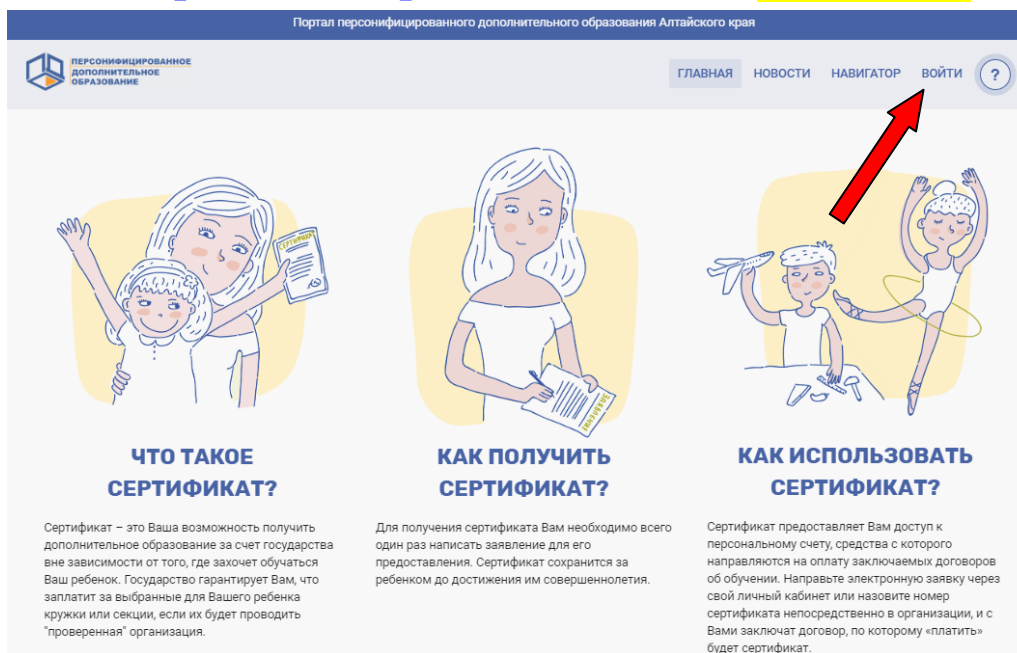 Портал персонифицированного дополнительного образования Алтайского края
ПЕРСОНИФИЦИРОВАННОЕ
ДОПОЛНИТЕЛЬНОЕ
ОБРАЗОВАНИЕ
ГЛАВНАЯ НОВОСТИ НАВИГАТОР ВОЙТИ ?
СЕРТИФИКАТ
ЗАЯВЛЕНИЕ
ЧТО ТАКОЕ
СЕРТИФИКАТ?
Сертификат – это Ваша возможность получить
дополнительное образование за счет государства
вне зависимости от того, где захочет обучаться
Ваш ребенок. Государство гарантирует Вам, что
заплатит за выбранные для Вашего ребенка
кружки или секции, если их будет проводить
"проверенная" организация.
КАК ПОЛУЧИТЬ
СЕРТИФИКАТ?
Для получения сертификата Вам необходимо всего
один раз написать заявление для его
предоставления. Сертификат сохранится за
ребенком до достижения им совершеннолетия.
КАК ИСПОЛЬЗОВАТЬ
СЕРТИФИКАТ?
Сертификат предоставляет Вам доступ к
персональному счету, средства с которого
направляются на оплату заключаемых договоров
об обучении. Направьте электронную заявку через
свой личный кабинет или назовите номер
сертификата непосредственно в организации, и с
Вами заключат договор, по которому «платить»
будет сертификат.